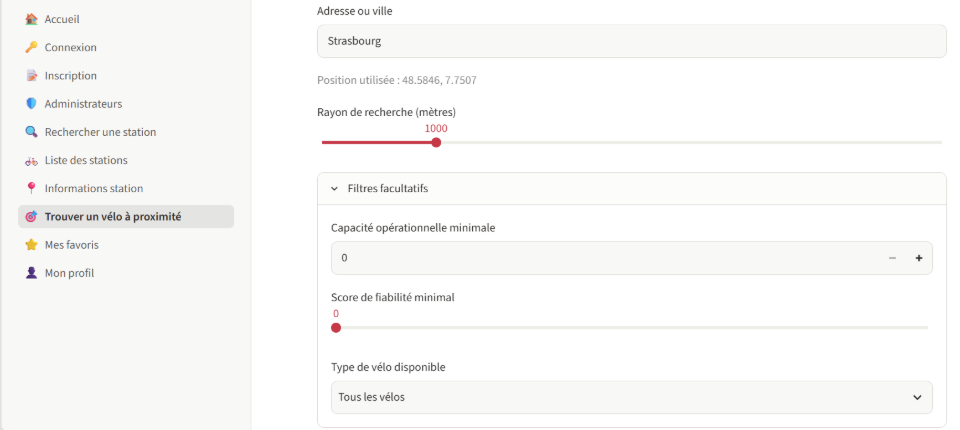 Accueil
Connexion
Inscription
Administrateurs
Rechercher une station
Liste des stations
Informations station
Trouver un vélo à proximité
Mes favoris
Mon profil
Adresse ou ville
Strasbourg
Position utilisée : 48.5846, 7.7507
Rayon de recherche (mètres)
1000
Filtres facultatifs
Capacité opérationnelle minimale
0
Score de fiabilité minimal
0
Type de vélo disponible
Tous les vélos